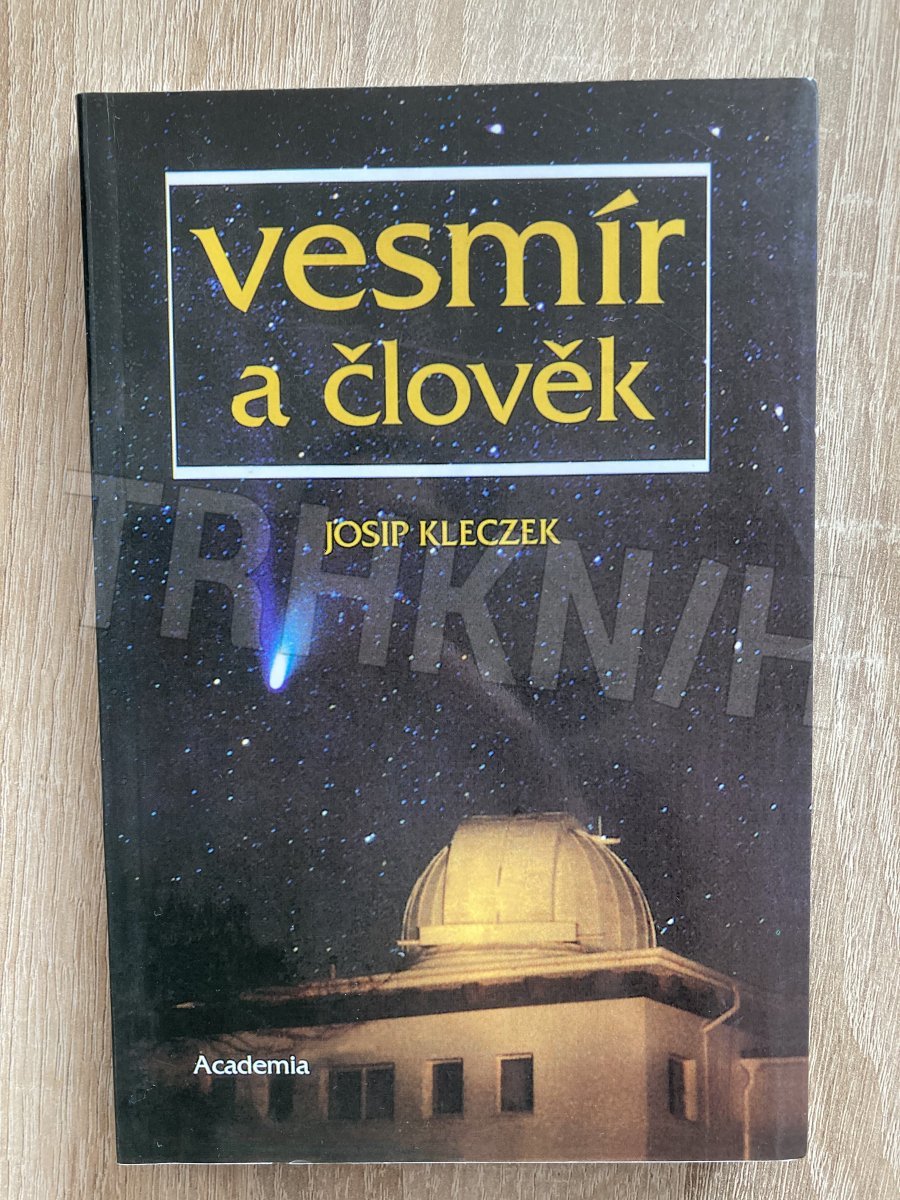 vesmír
a člověk
JOSIP KLECZEK
TRHKNIH
Academia